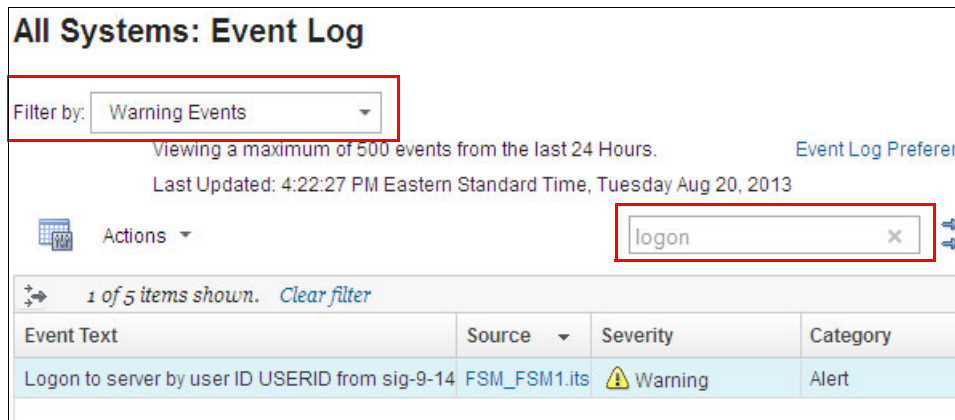 All Systems: Event Log
Filter by: Warning Events
Viewing a maximum of 500 events from the last 24 Hours. Event Log Preferer
Last Updated: 4:22:27 PM Eastern Standard Time, Tuesday Aug 20, 2013
Actions logon
1 of 5 items shown. Clear filter
Event Text Source Severity Category
Logon to server by user ID USERID from sig-9-14 FSM_FSM1.its Warning Alert